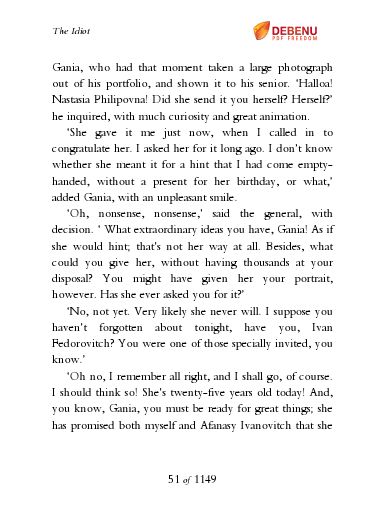 The Idiot
DEBENU
PDF FREEDOM
Gania, who had that moment taken a large photograph
out of his portfolio, and shown it to his senior. ‘Halloa!
Nastasia Philipovna! Did she send it you herself? Herself?’
he inquired, with much curiosity and great animation.
‘She gave it me just now, when I called in to
congratulate her. I asked her for it long ago. I don’t know
whether she meant it for a hint that I had come empty-
handed, without a present for her birthday, or what,’
added Gania, with an unpleasant smile.
‘Oh, nonsense, nonsense,’ said the general, with
decision. ‘ What extraordinary ideas you have, Gania! As if
she would hint; that’s not her way at all. Besides, what
could you give her, without having thousands at your
disposal? You might have given her your portrait,
however. Has she ever asked you for it?’
‘No, not yet. Very likely she never will. I suppose you
haven’t forgotten about tonight, have you, Ivan
Fedorovitch? You were one of those specially invited, you
know.’
‘Oh no, I remember all right, and I shall go, of course.
I should think so! She’s twenty-five years old today! And,
you know, Gania, you must be ready for great things; she
has promised both myself and Afanasy Ivanovitch that she
51 of 1149